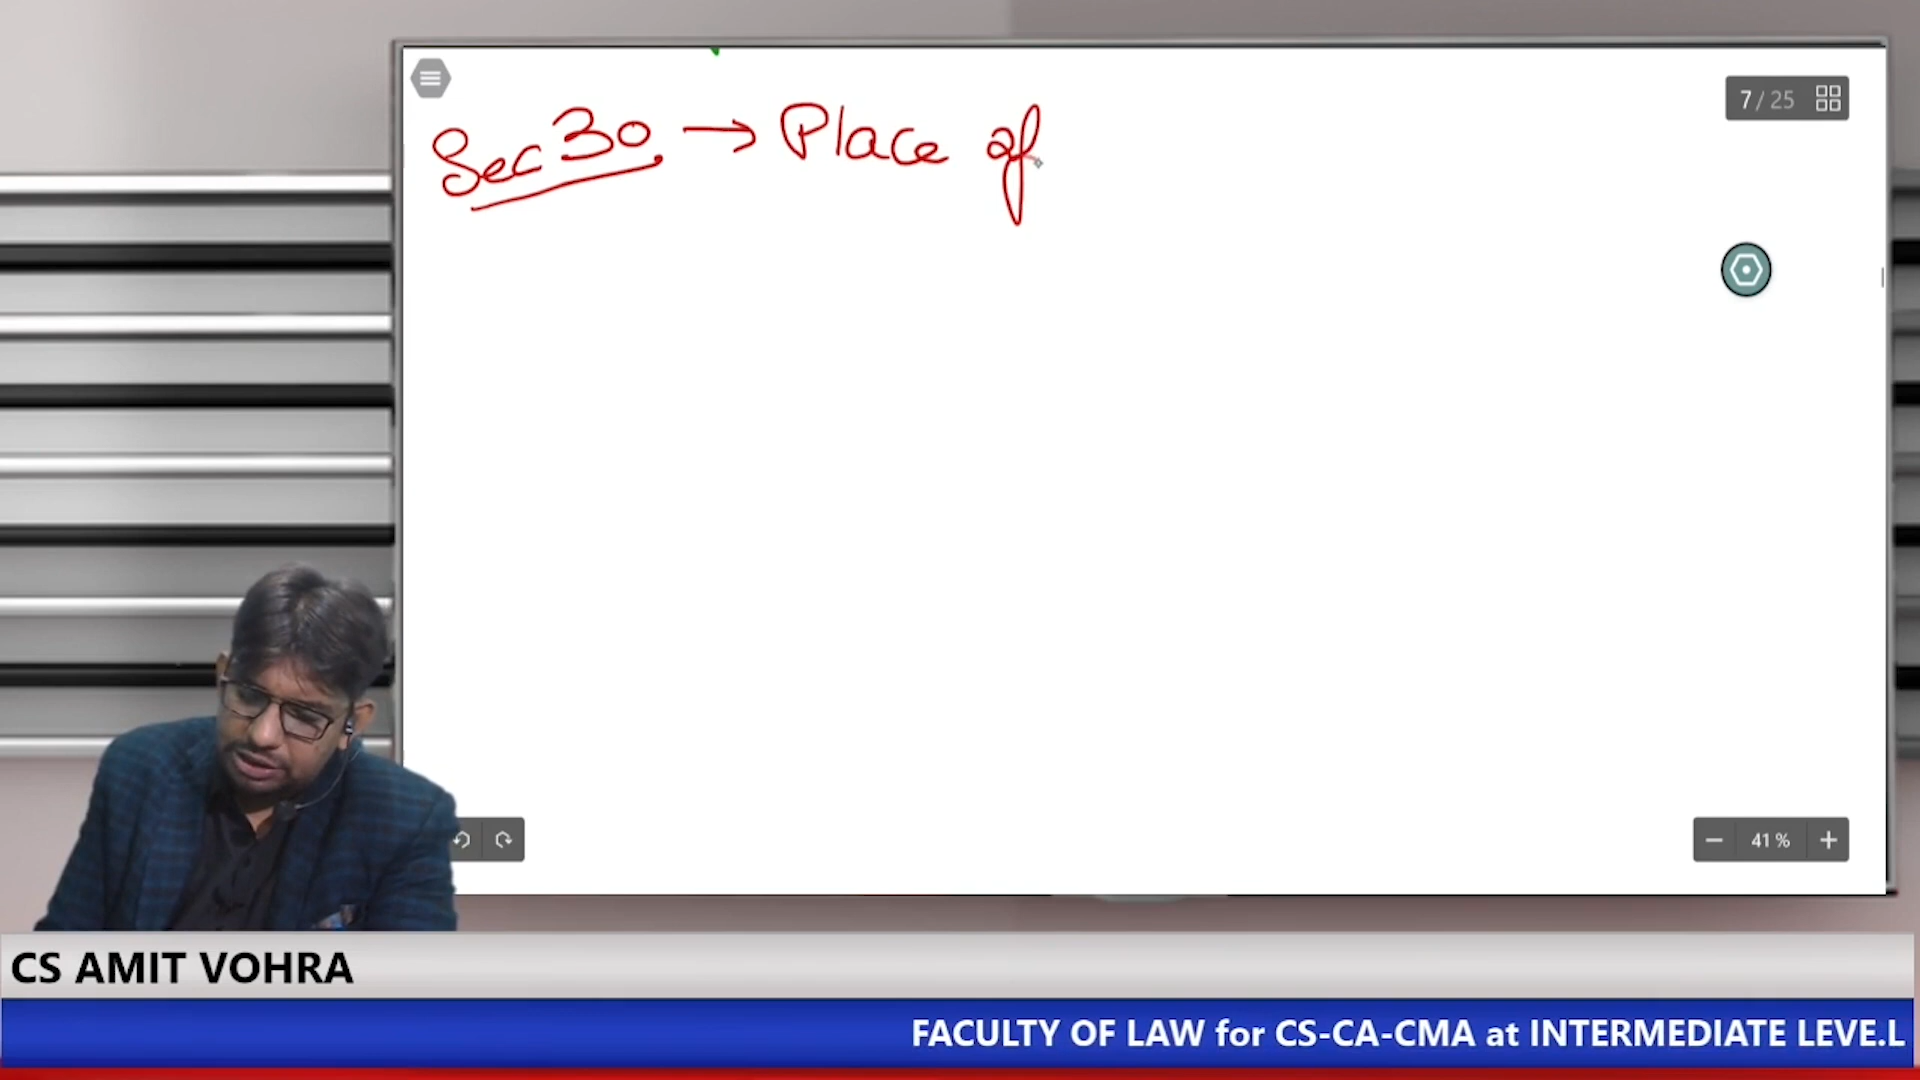 7 / 25
Sec 30 → Place of
41 %
CS AMIT VOHRA
FACULTY OF LAW for CS-CA-CMA at INTERMEDIATE LEVE.L